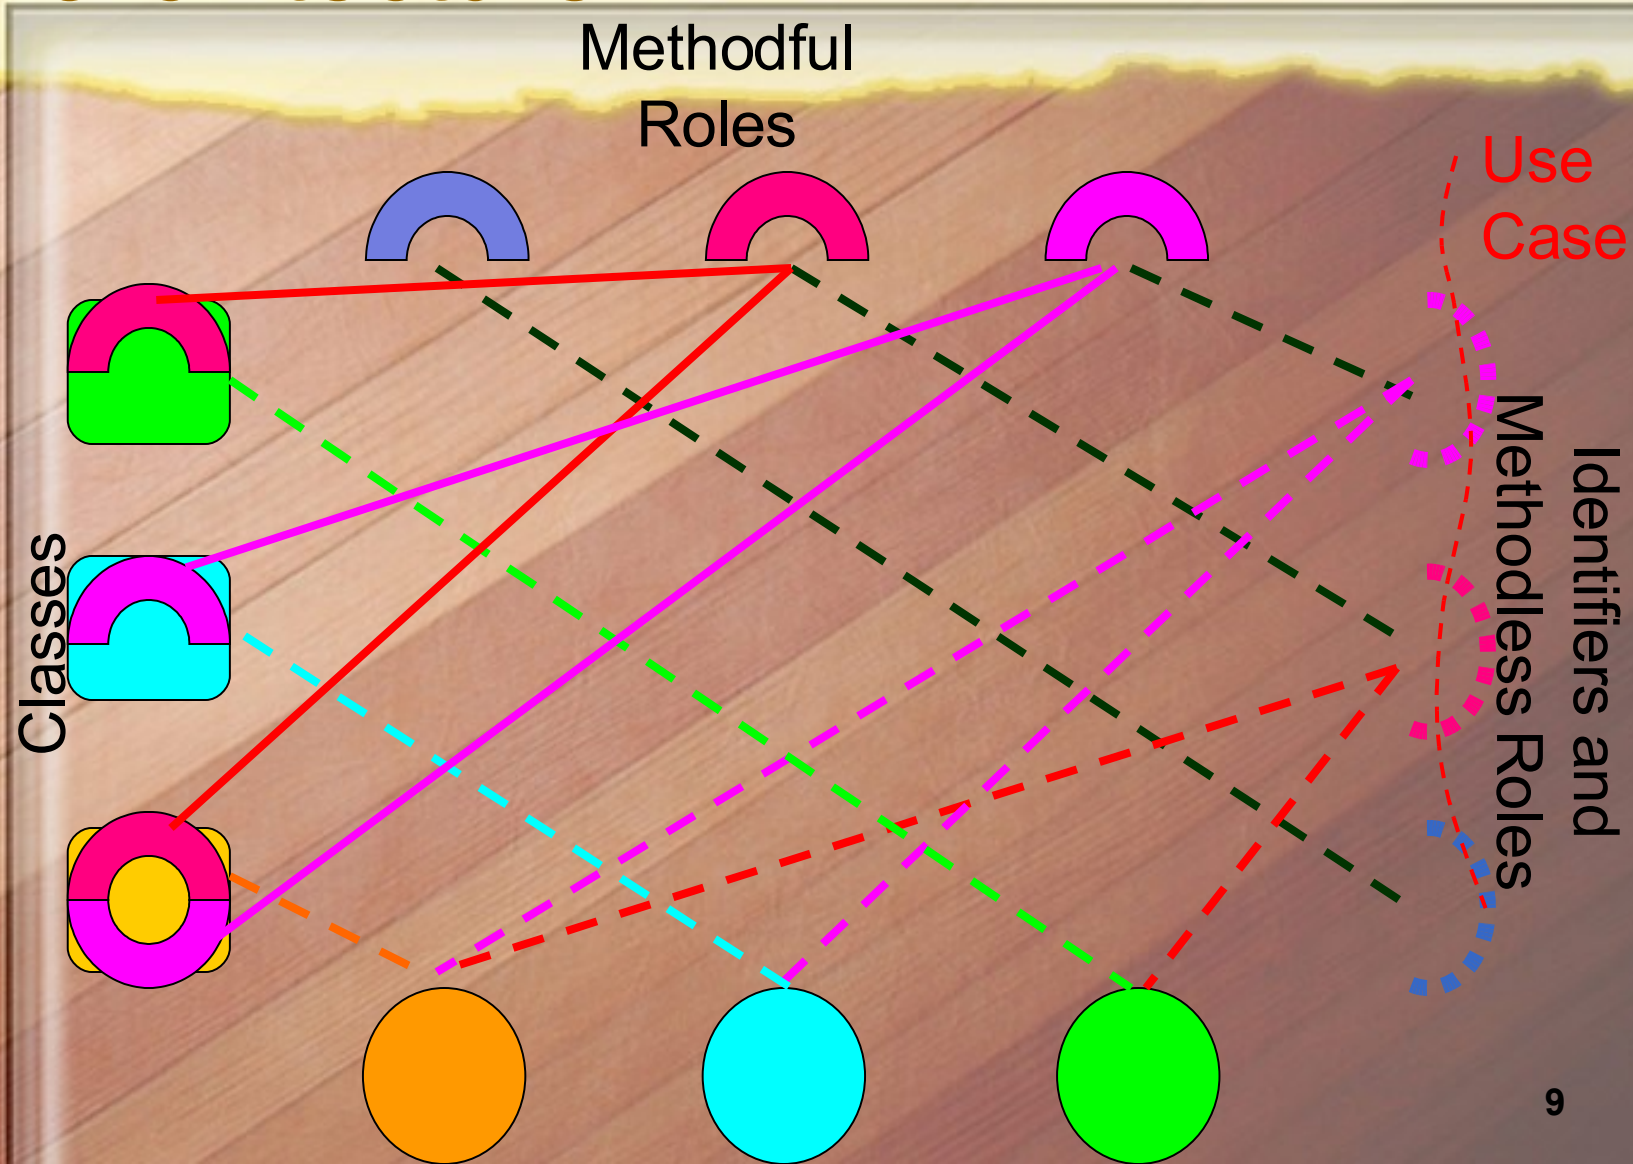 Methodful
Roles
Use
Case
Classes
Identifiers and
Methodless Roles
9